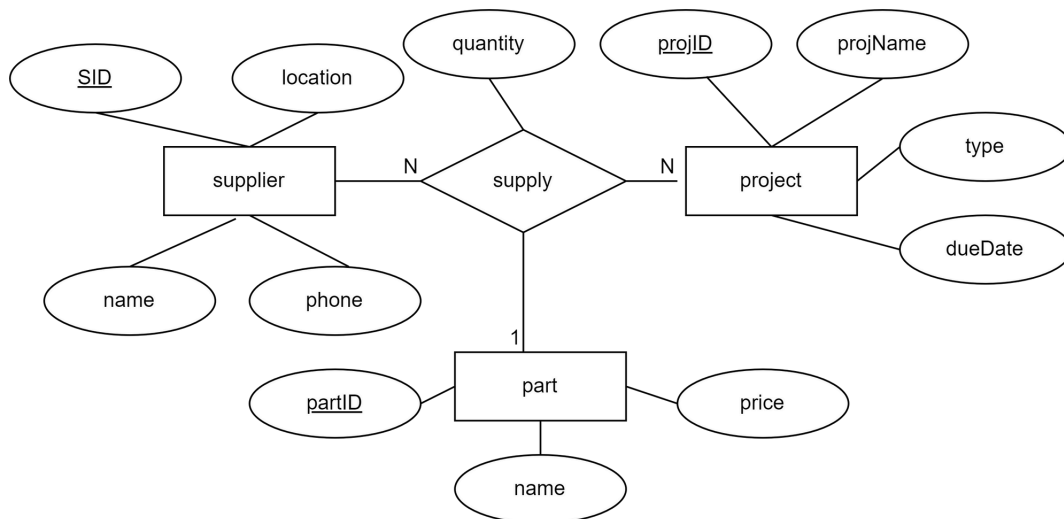 quantity
projID
projName
SID
location
type
supplier
N
supply
N
project
dueDate
name
phone
1
part
partID
price
name